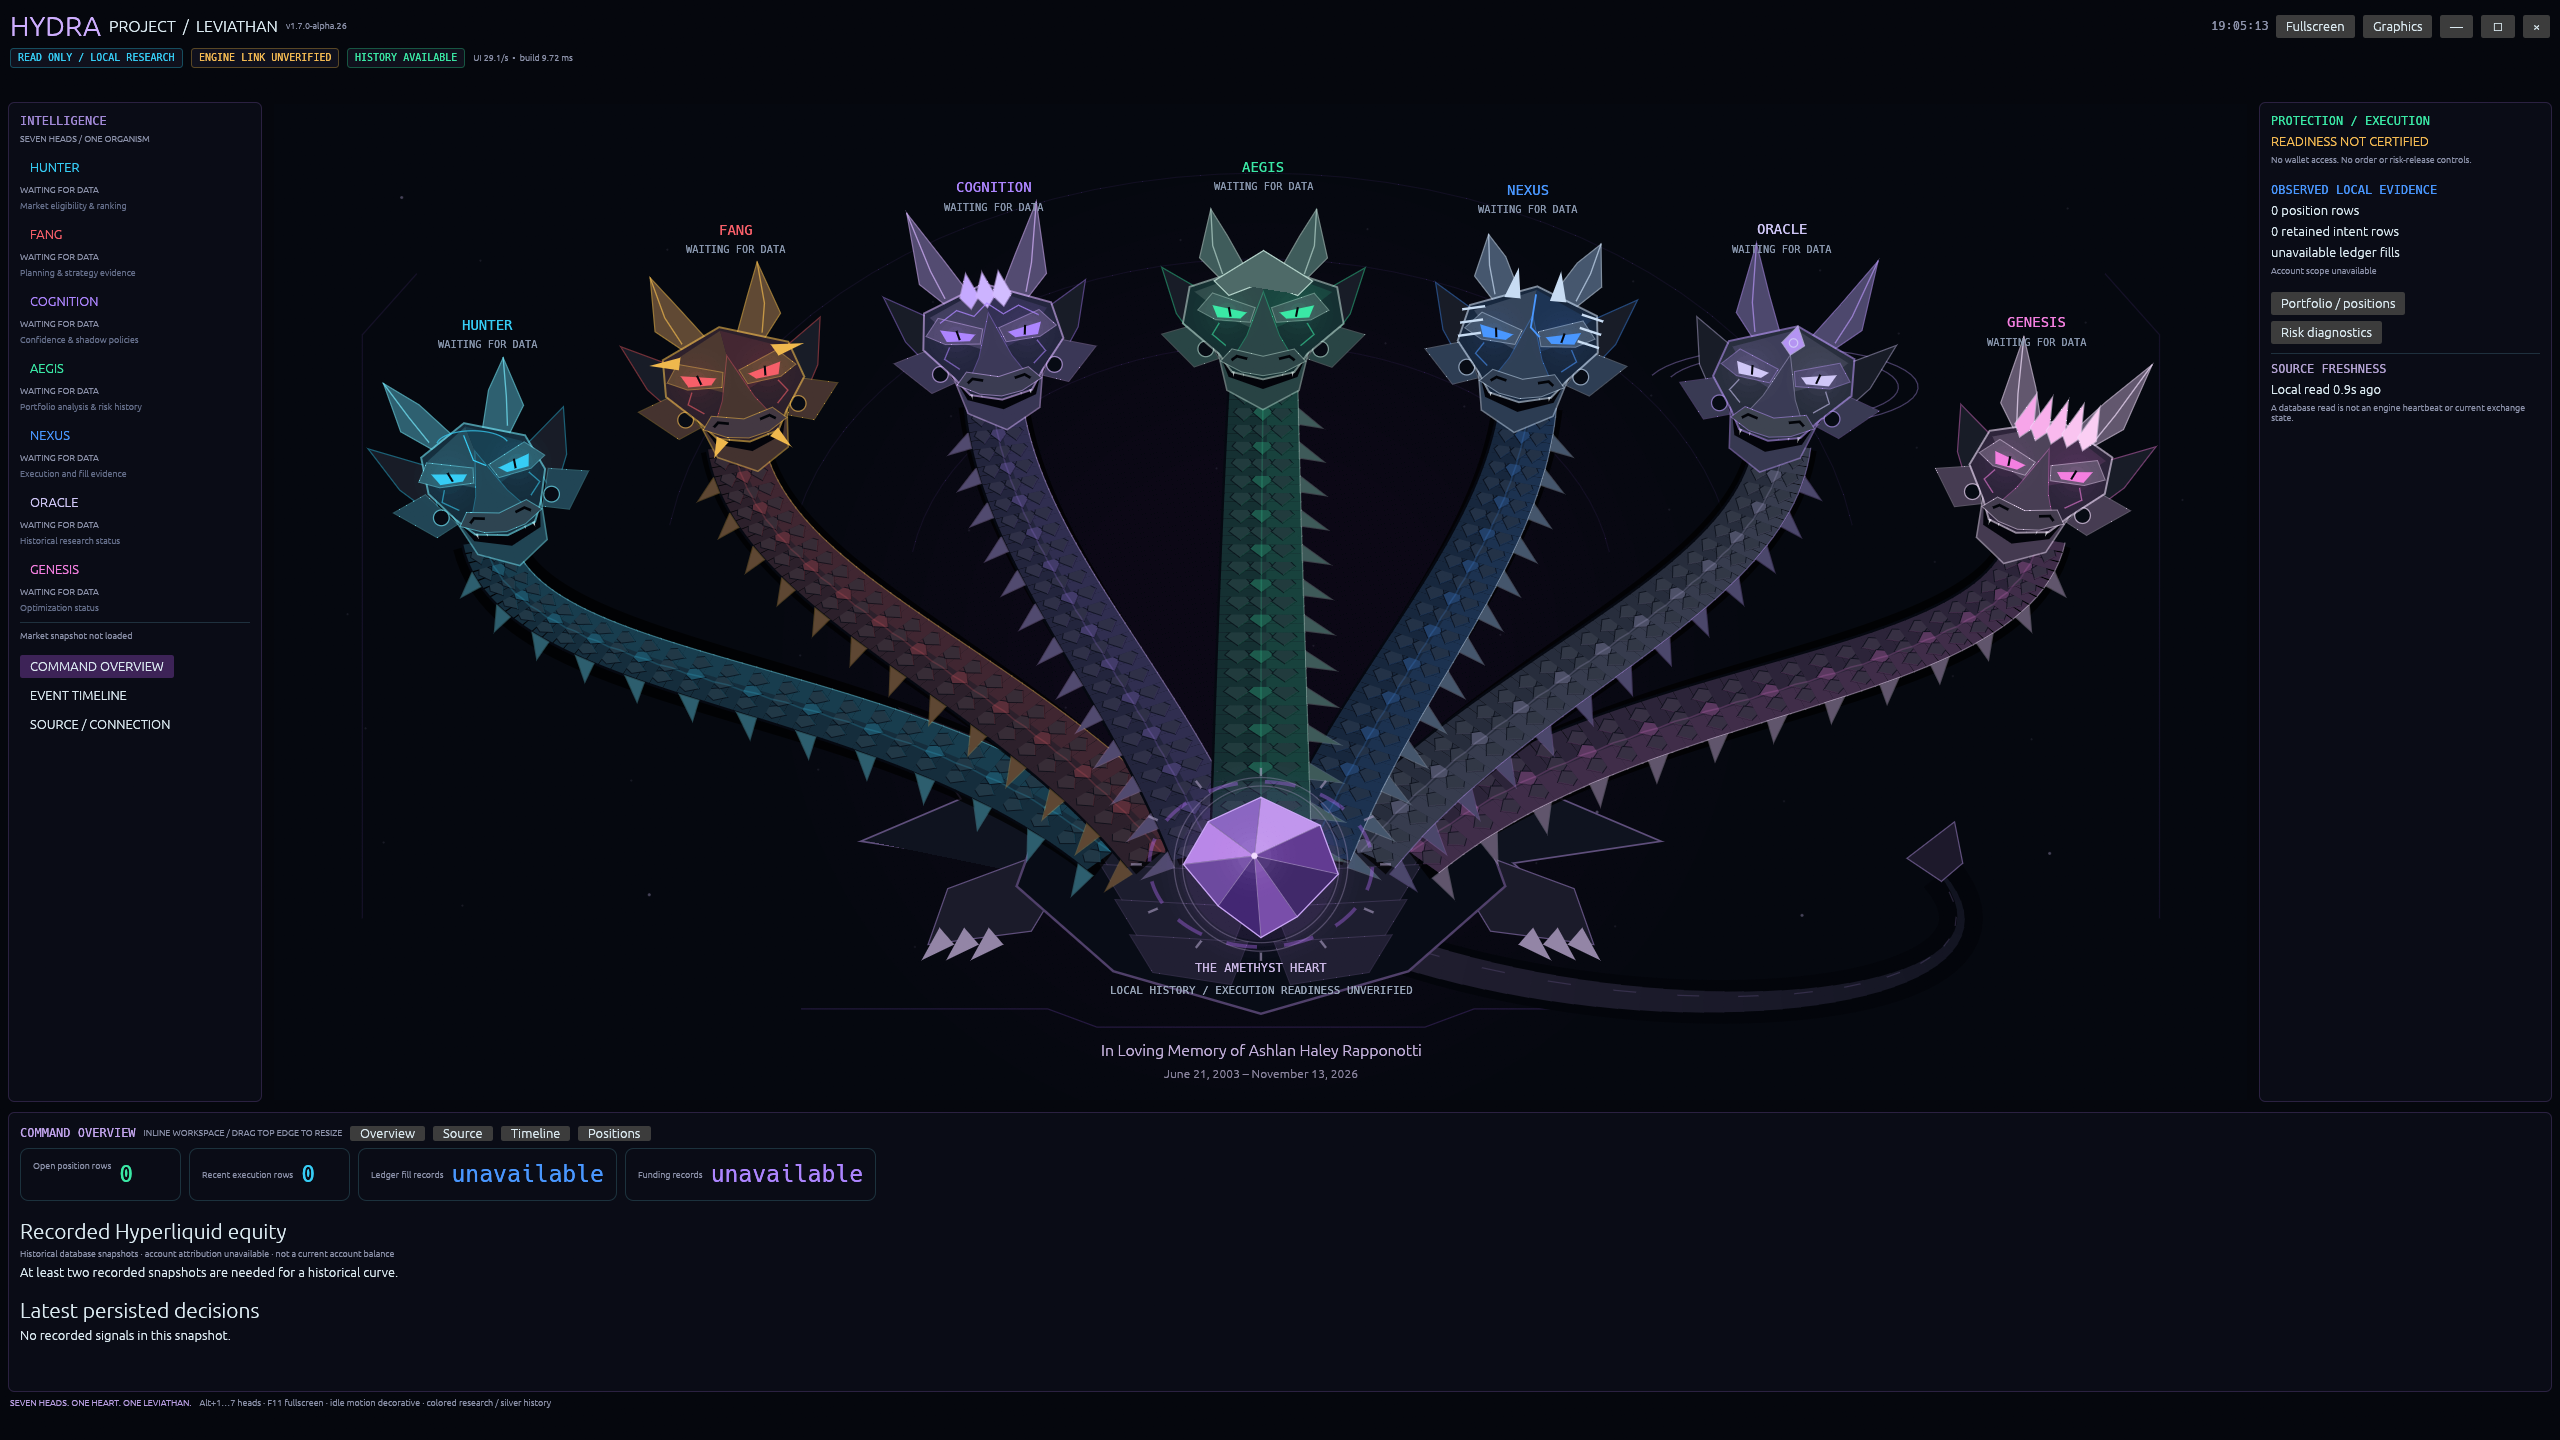 HYDRA PROJECT / LEVIATHAN v1.7.0-alpha.26
19:05:13 Fullscreen Graphics — □ ×
READ ONLY / LOCAL RESEARCH ENGINE LINK UNVERIFIED HISTORY AVAILABLE UI 29.1/s • build 9.72 ms
INTELLIGENCE
SEVEN HEADS / ONE ORGANISM
HUNTER
WAITING FOR DATA
Market eligibility & ranking
FANG
WAITING FOR DATA
Planning & strategy evidence
COGNITION
WAITING FOR DATA
Confidence & shadow policies
AEGIS
WAITING FOR DATA
Portfolio analysis & risk history
NEXUS
WAITING FOR DATA
Execution and fill evidence
ORACLE
WAITING FOR DATA
Historical research status
GENESIS
WAITING FOR DATA
Optimization status
Market snapshot not loaded
COMMAND OVERVIEW
EVENT TIMELINE
SOURCE / CONNECTION
HUNTER
WAITING FOR DATA
FANG
WAITING FOR DATA
COGNITION
WAITING FOR DATA
AEGIS
WAITING FOR DATA
NEXUS
WAITING FOR DATA
ORACLE
WAITING FOR DATA
GENESIS
WAITING FOR DATA
THE AMETHYST HEART
LOCAL HISTORY / EXECUTION READINESS UNVERIFIED
In Loving Memory of Ashlan Haley Rapponotti
June 21, 2003 – November 13, 2026
PROTECTION / EXECUTION
READINESS NOT CERTIFIED
No wallet access. No order or risk-release controls.
OBSERVED LOCAL EVIDENCE
0 position rows
0 retained intent rows
unavailable ledger fills
Account scope unavailable
Portfolio / positions
Risk diagnostics
SOURCE FRESHNESS
Local read 0.9s ago
A database read is not an engine heartbeat or current exchange
state.
COMMAND OVERVIEW INLINE WORKSPACE / DRAG TOP EDGE TO RESIZE Overview Source Timeline Positions
Open position rows 0 Recent execution rows 0 Ledger fill records unavailable Funding records unavailable
Recorded Hyperliquid equity
Historical database snapshots · account attribution unavailable · not a current account balance
At least two recorded snapshots are needed for a historical curve.
Latest persisted decisions
No recorded signals in this snapshot.
SEVEN HEADS. ONE HEART. ONE LEVIATHAN. Alt+1…7 heads · F11 fullscreen · idle motion decorative · colored research / silver history